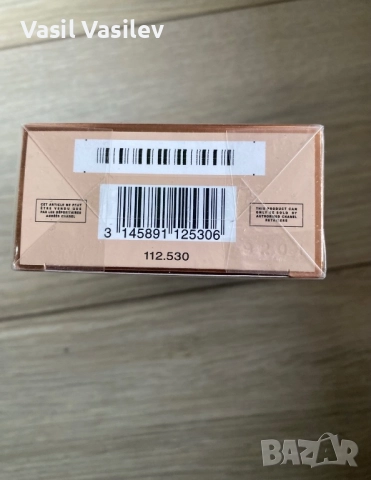 Vasil Vasilev
CET ARTICLE NE PEUT
ÊTRE VENDU QUE
PAR LES DÉPOSITAIRES
AGRÉÉS CHANEL
THIS PRODUCT CAN
ONLY BE SOLD BY
AUTHORIZED CHANEL
RETAILERS
3 145891 125306
112.530
BAZAR